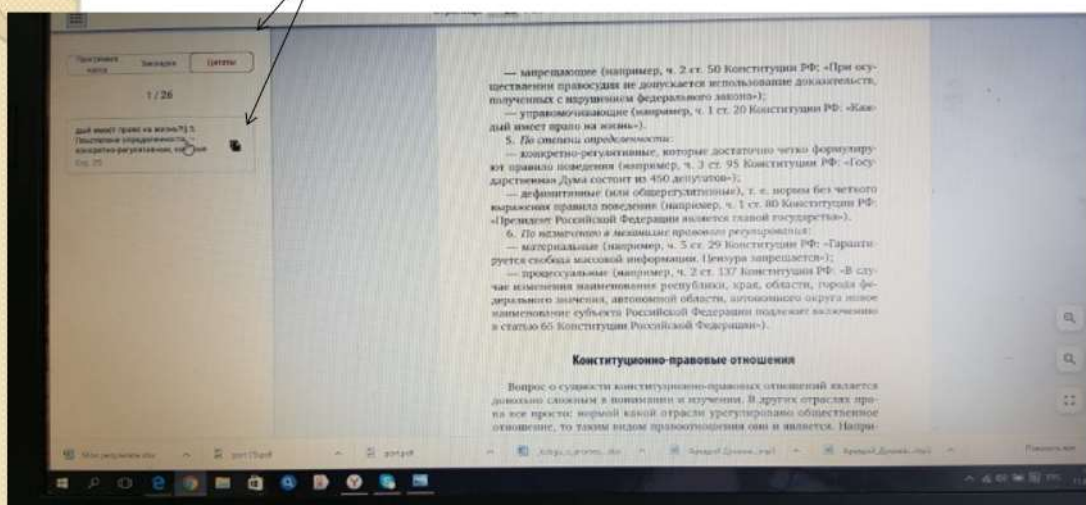 Закладки
Цитаты
1 / 26
дый имеет право на жизнь»). 5.
По степени определенности: —
конкретно-регулятивные,
Стр. 25
— запрещающие (например, ч. 2 ст. 50 Конституции РФ: «При осу-
ществлении правосудия не допускается использование доказательств,
полученных с нарушением федерального закона»);
— управомочивающие (например, ч. 1 ст. 20 Конституции РФ: «Каж-
дый имеет право на жизнь»).
5. По степени определенности:
— конкретно-регулятивные, которые достаточно четко формулиру-
ют правило поведения (например, ч. 3 ст. 95 Конституции РФ: «Госу-
дарственная Дума состоит из 450 депутатов»);
— дефинитивные (или общерегулятивные), т. е. нормы без четкого
выражения правила поведения (например, ч. 1 ст. 80 Конституции РФ:
«Президент Российской Федерации является главой государства»).
6. По назначению в механизме правового регулирования:
— материальные (например, ч. 5 ст. 29 Конституции РФ: «Гаранти-
руется свобода массовой информации. Цензура запрещается»);
— процессуальные (например, ч. 2 ст. 137 Конституции РФ: «В слу-
чае изменения наименования республики, края, области, города фе-
дерального значения, автономной области, автономного округа новое
наименование субъекта Российской Федерации подлежит включению
в статью 65 Конституции Российской Федерации»).
Конституционно-правовые отношения
Вопрос о сущности конституционно-правовых отношений является
довольно сложным в понимании и изучении. В других отраслях пра-
ва все просто: нормой какой отрасли урегулировано общественное
отношение, то таким видом правоотношения оно и является. Напри-